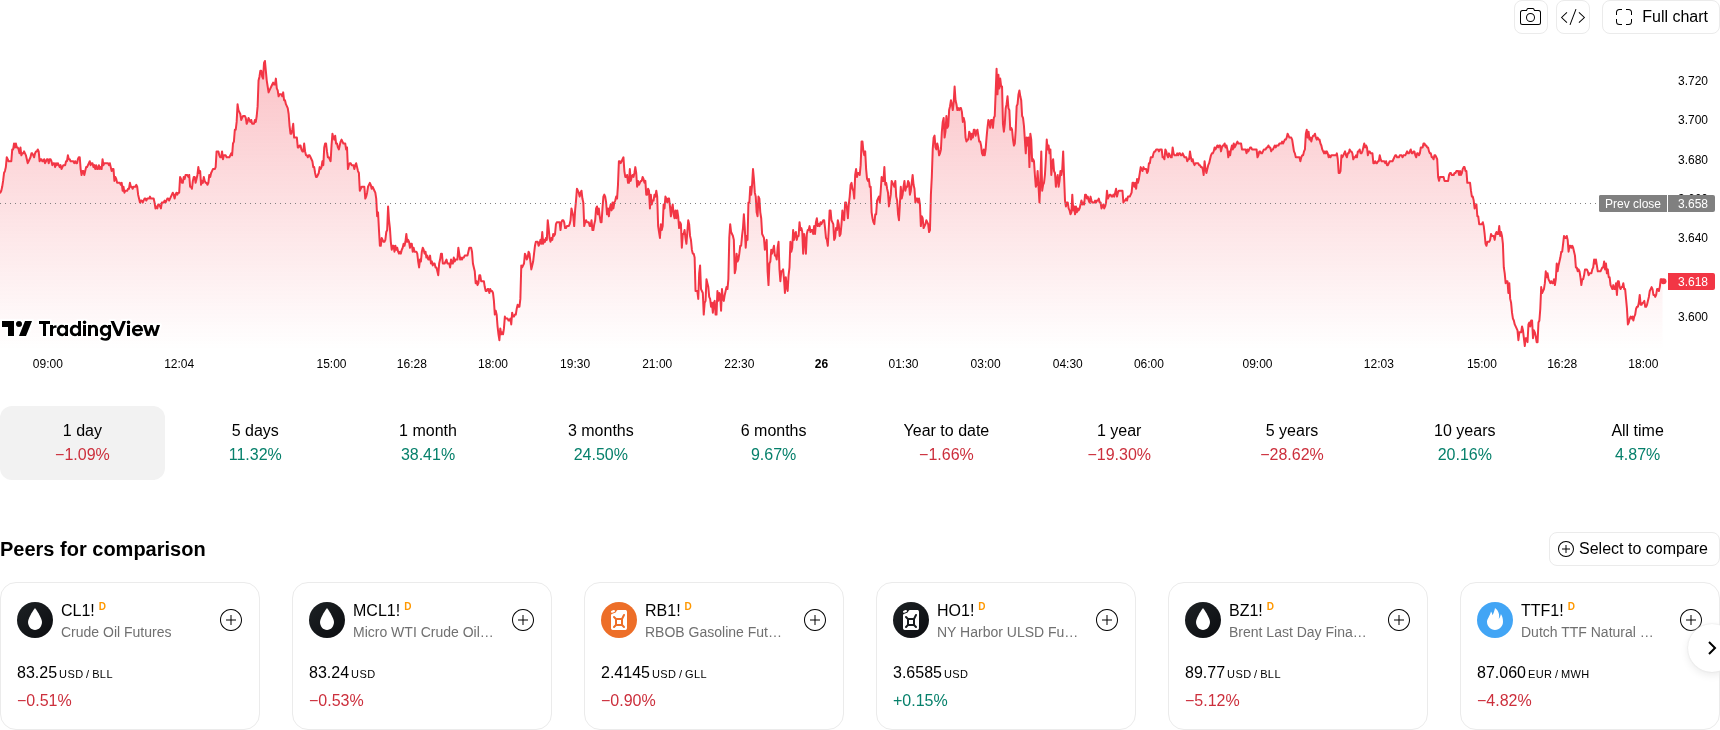 Full chart
3.720
3.700
3.680
Prev close 3.658
3.640
3.618
3.600
TradingView
09:00 12:04 15:00 16:28 18:00 19:30 21:00 22:30 26 01:30 03:00 04:30 06:00 09:00 12:03 15:00 16:28 18:00
1 day 5 days 1 month 3 months 6 months Year to date 1 year 5 years 10 years All time
−1.09% 11.32% 38.41% 24.50% 9.67% −1.66% −19.30% −28.62% 20.16% 4.87%
Peers for comparison
Select to compare
CL1! D
Crude Oil Futures
83.25 USD / BLL
−0.51%
MCL1! D
Micro WTI Crude Oil…
83.24 USD
−0.53%
RB1! D
RBOB Gasoline Fut…
2.4145 USD / GLL
−0.90%
HO1! D
NY Harbor ULSD Fu…
3.6585 USD
+0.15%
BZ1! D
Brent Last Day Fina…
89.77 USD / BLL
−5.12%
TTF1! D
Dutch TTF Natural …
87.060 EUR / MWH
−4.82%